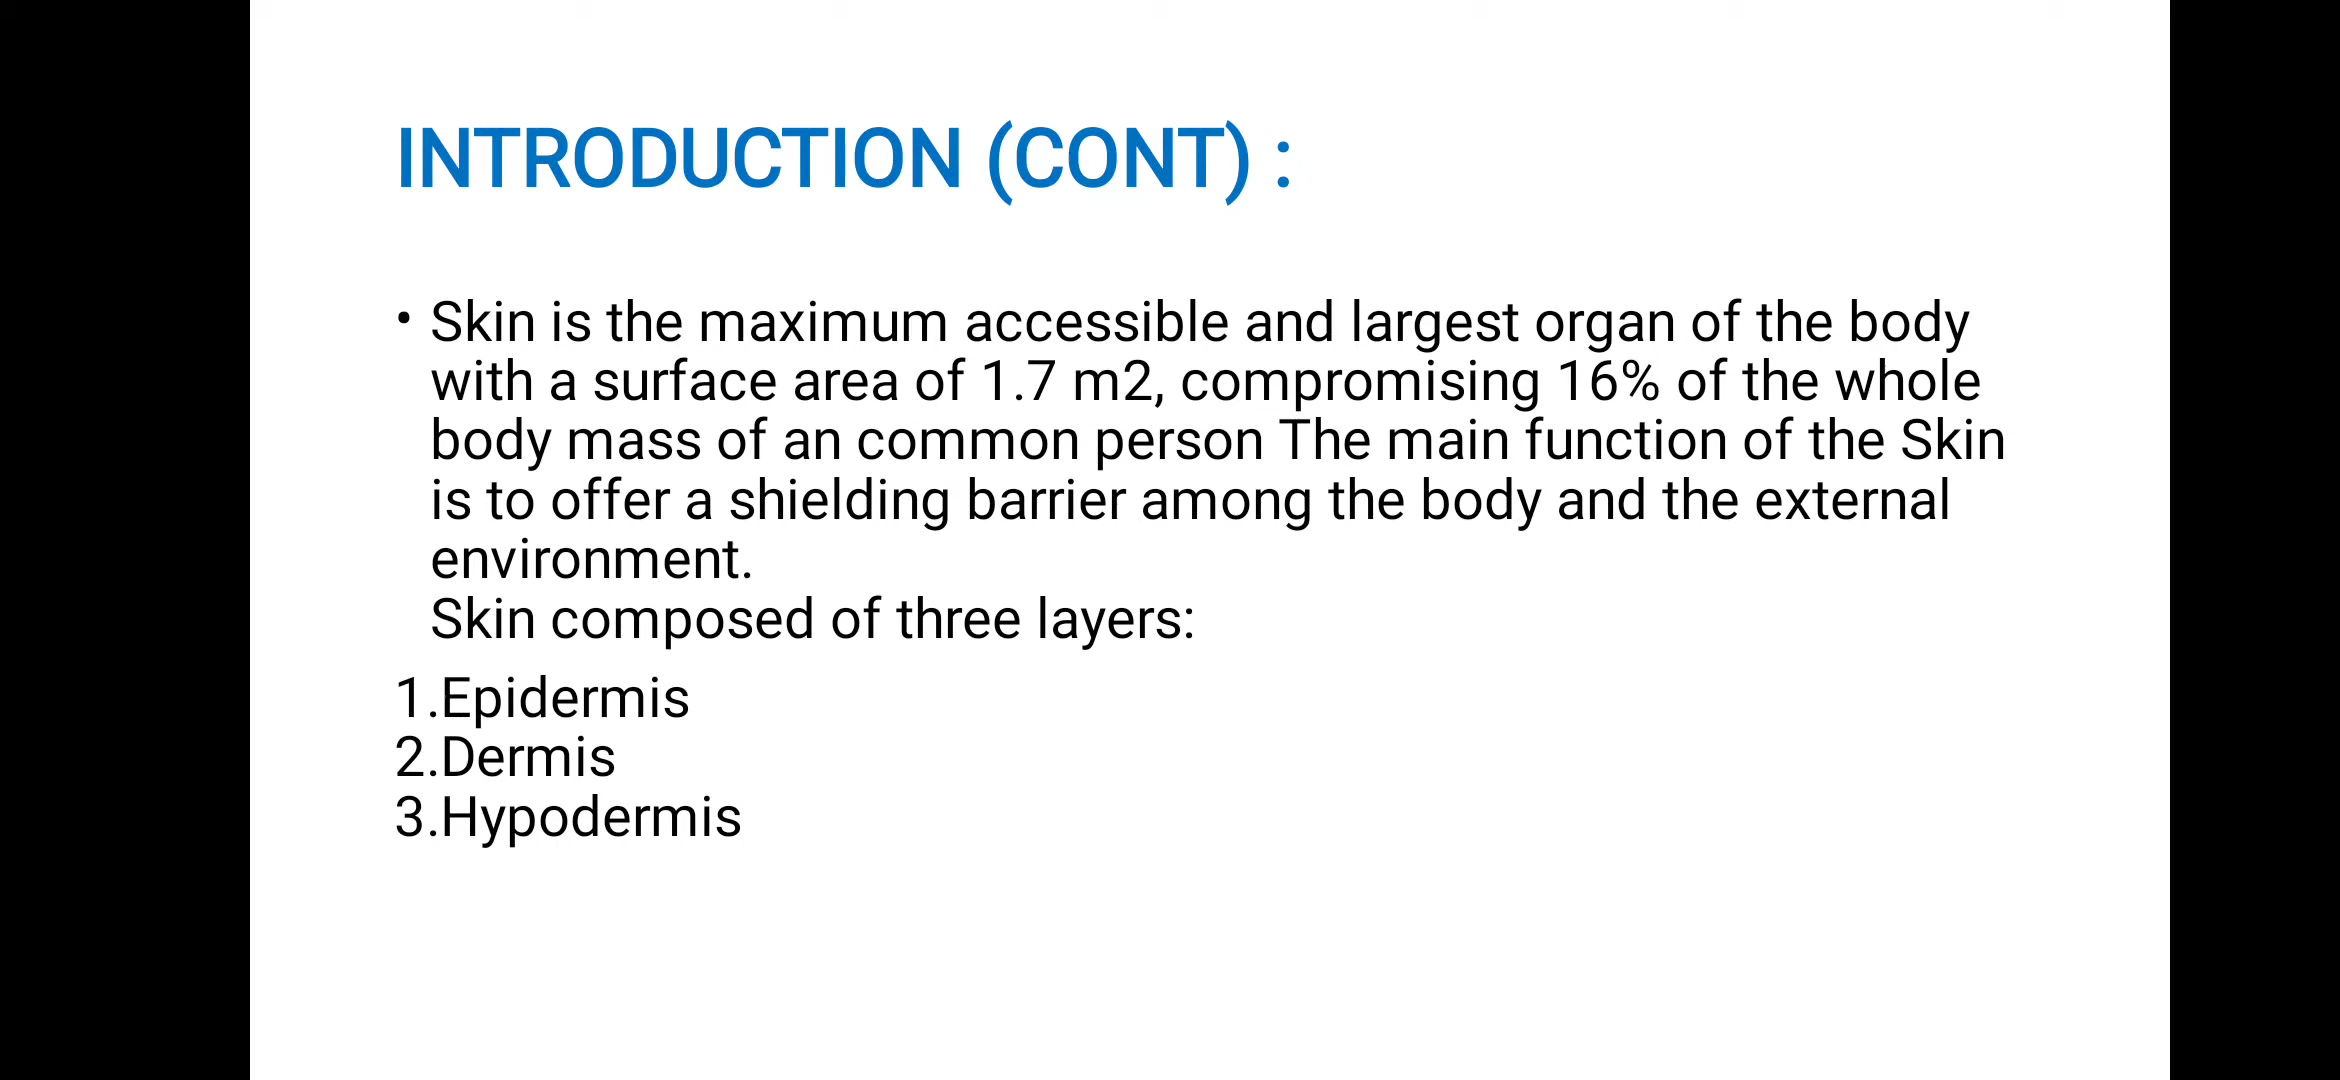 INTRODUCTION (CONT) :
• Skin is the maximum accessible and largest organ of the body
with a surface area of 1.7 m2, compromising 16% of the whole
body mass of an common person The main function of the Skin
is to offer a shielding barrier among the body and the external
environment.
Skin composed of three layers:
1.Epidermis
2.Dermis
3.Hypodermis